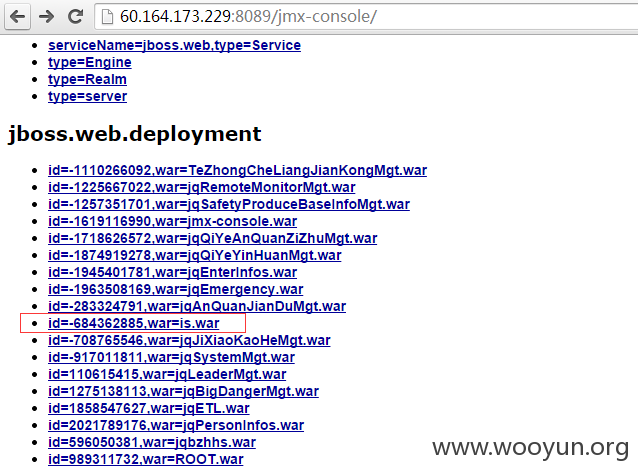 60.164.173.229:8089/jmx-console/
serviceName=jboss.web,type=Service
type=Engine
type=Realm
type=server
jboss.web.deployment
id=-1110266092,war=TeZhongCheLiangJianKongMgt.war
id=-1225667022,war=jqRemoteMonitorMgt.war
id=-1257351701,war=jqSafetyProduceBaseInfoMgt.war
id=-1619116990,war=jmx-console.war
id=-1718626572,war=jqQiYeAnQuanZiZhuMgt.war
id=-1874919278,war=jqQiYeYinHuanMgt.war
id=-1945401781,war=jqEnterInfos.war
id=-1963508169,war=jqEmergency.war
id=-283324791,war=jqAnQuanJianDuMgt.war
id=-684362885,war=is.war
id=-708765546,war=jqJiXiaoKaoHeMgt.war
id=-917011811,war=jqSystemMgt.war
id=110615415,war=jqLeaderMgt.war
id=1275138113,war=jqBigDangerMgt.war
id=1858547627,war=jqETL.war
id=2021789176,war=jqPersonInfos.war
id=596050381,war=jqbzhhs.war
id=989311732,war=ROOT.war
www.wooyun.org